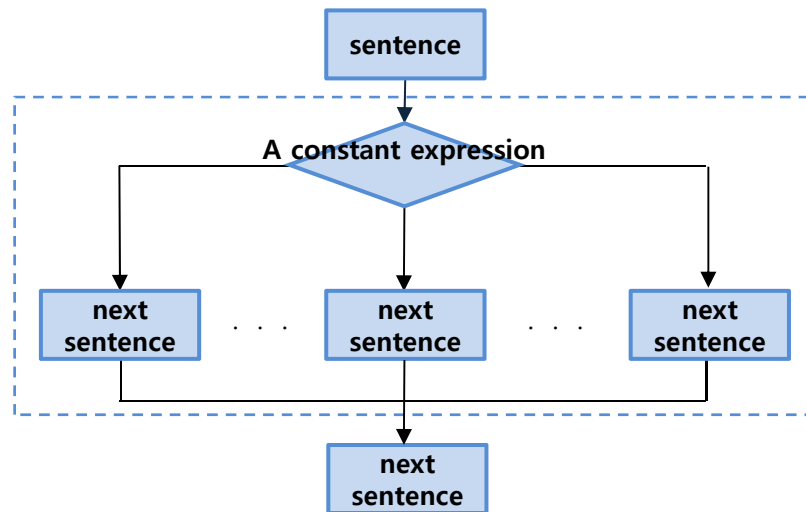 sentence
A constant expression
next
sentence
. . .
next
sentence
. . .
next
sentence
next
sentence